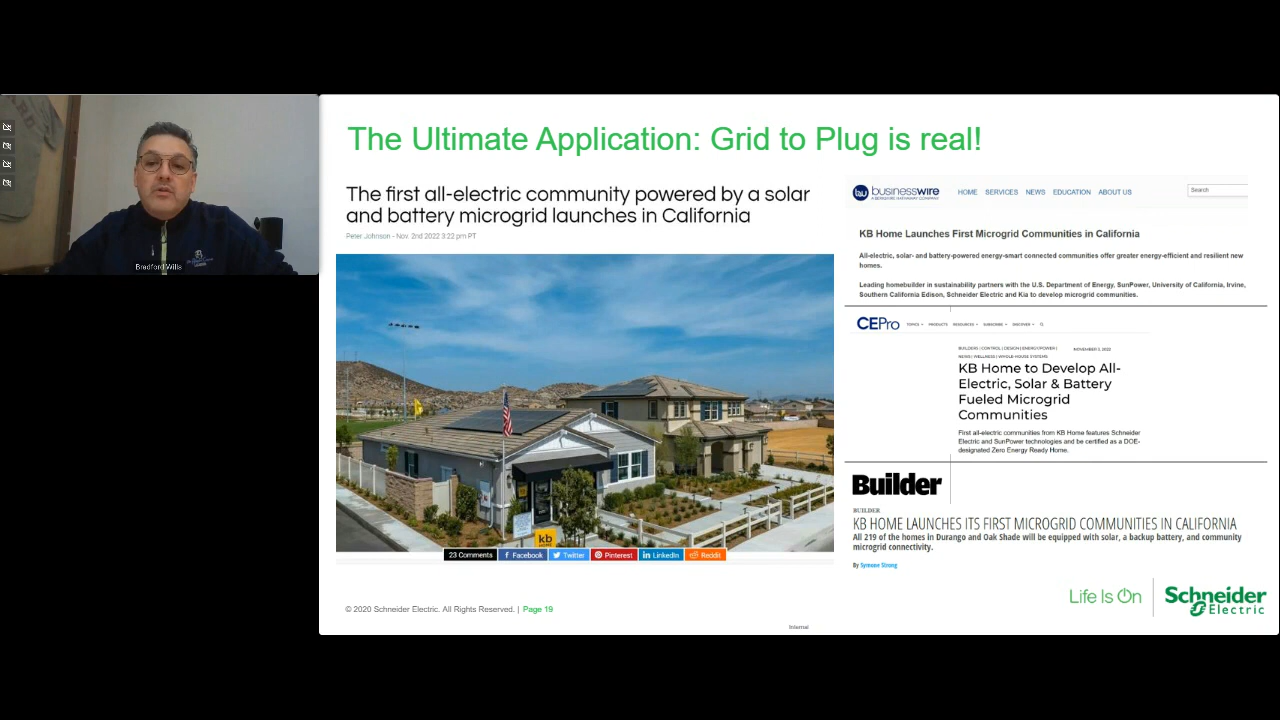 Bradford Wills
The Ultimate Application: Grid to Plug is real!
The first all-electric community powered by a solar
and battery microgrid launches in California
Peter Johnson - Nov. 2nd 2022 3:22 pm PT
kb
23 Comments
Facebook
Twitter
Pinterest
LinkedIn
Reddit
businesswire
A BERKSHIRE HATHAWAY COMPANY
HOME SERVICES NEWS EDUCATION ABOUT US
Search
KB Home Launches First Microgrid Communities in California
All-electric, solar- and battery-powered energy-smart connected communities offer greater energy-efficient and resilient new
homes.
Leading homebuilder in sustainability partners with the U.S. Department of Energy, SunPower, University of California, Irvine,
Southern California Edison, Schneider Electric and Kia to develop microgrid communities.
CEPro
TOPICS PRODUCTS RESOURCES SUBSCRIBE DISCOVER
BUILDERS | CONTROL | DESIGN | ENERGY/POWER |
NEWS | WELLNESS | WHOLE-HOUSE SYSTEMS
NOVEMBER 3, 2022
KB Home to Develop All-
Electric, Solar & Battery
Fueled Microgrid
Communities
First all-electric communities from KB Home features Schneider
Electric and SunPower technologies and be certified as a DOE-
designated Zero Energy Ready Home.
Builder
BUILDER
KB HOME LAUNCHES ITS FIRST MICROGRID COMMUNITIES IN CALIFORNIA
All 219 of the homes in Durango and Oak Shade will be equipped with solar, a backup battery, and community
microgrid connectivity.
By Symone Strong
© 2020 Schneider Electric. All Rights Reserved. | Page 19
Life Is On
Schneider
Electric
Internal